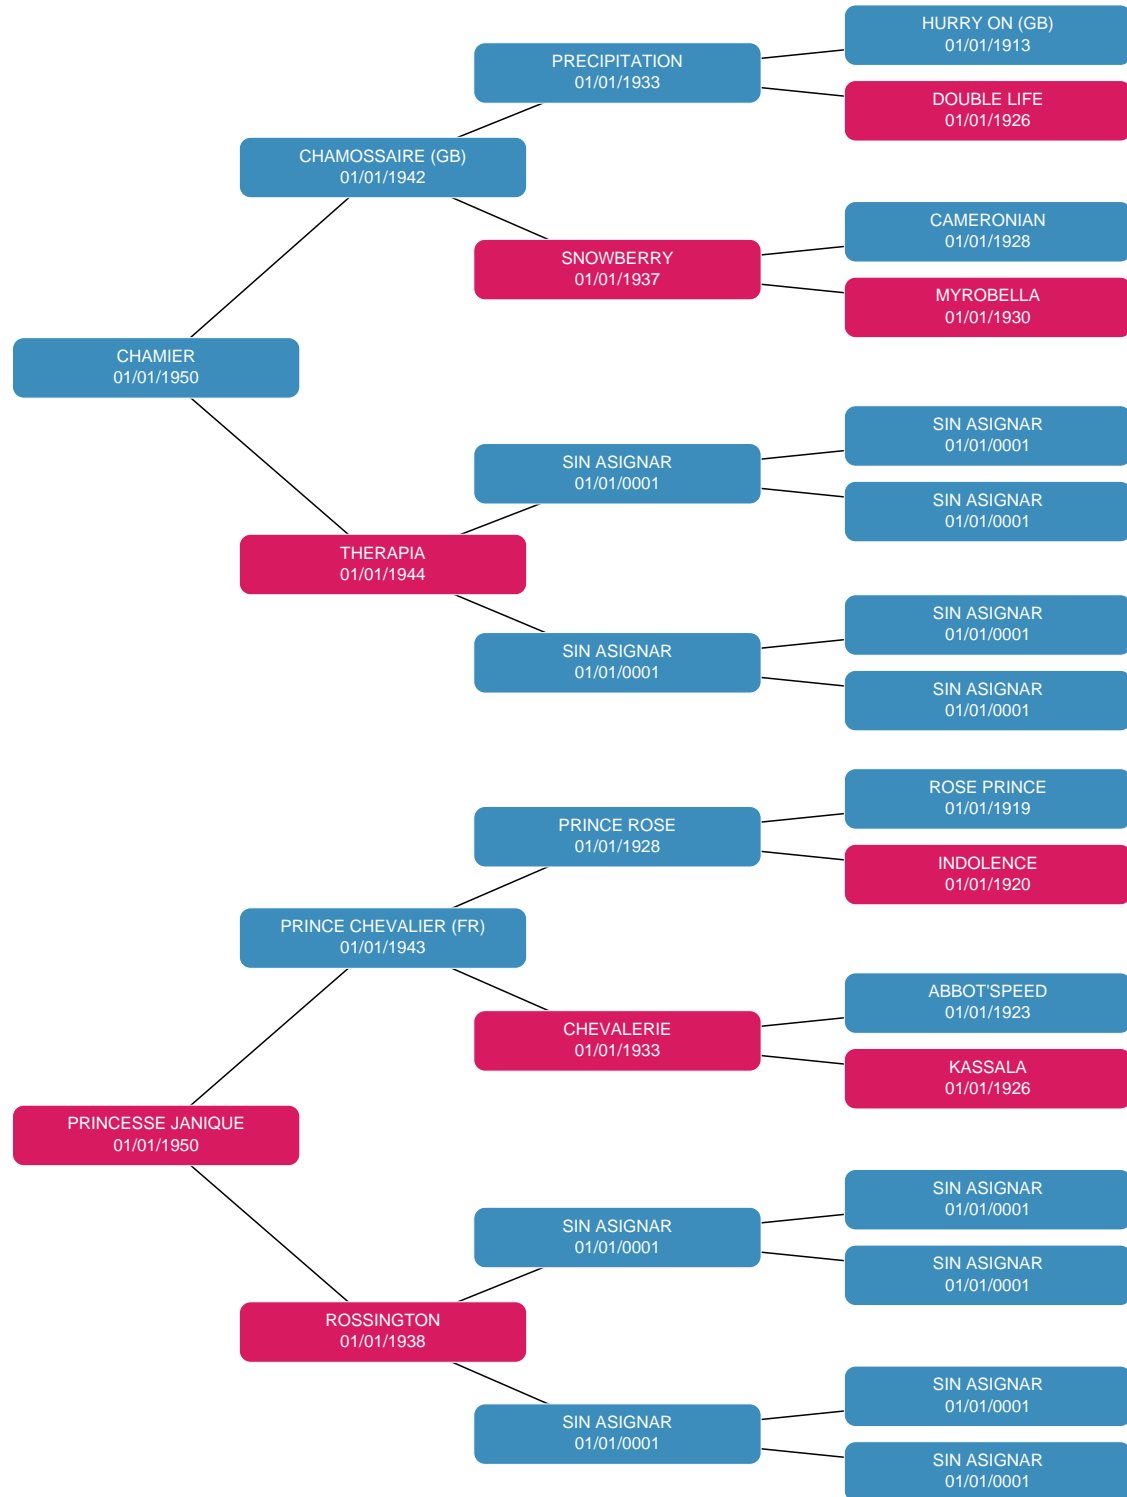 HURRY ON (GB)
01/01/1913
PRECIPITATION
01/01/1933
DOUBLE LIFE
01/01/1926
CHAMOSSAIRE (GB)
01/01/1942
CAMERONIAN
01/01/1928
SNOWBERRY
01/01/1937
MYROBELLA
01/01/1930
CHAMIER
01/01/1950
SIN ASIGNAR
01/01/0001
SIN ASIGNAR
01/01/0001
SIN ASIGNAR
01/01/0001
THERAPIA
01/01/1944
SIN ASIGNAR
01/01/0001
SIN ASIGNAR
01/01/0001
SIN ASIGNAR
01/01/0001
ROSE PRINCE
01/01/1919
PRINCE ROSE
01/01/1928
INDOLENCE
01/01/1920
PRINCE CHEVALIER (FR)
01/01/1943
ABBOT'SPEED
01/01/1923
CHEVALERIE
01/01/1933
KASSALA
01/01/1926
PRINCESSE JANIQUE
01/01/1950
SIN ASIGNAR
01/01/0001
SIN ASIGNAR
01/01/0001
SIN ASIGNAR
01/01/0001
ROSSINGTON
01/01/1938
SIN ASIGNAR
01/01/0001
SIN ASIGNAR
01/01/0001
SIN ASIGNAR
01/01/0001